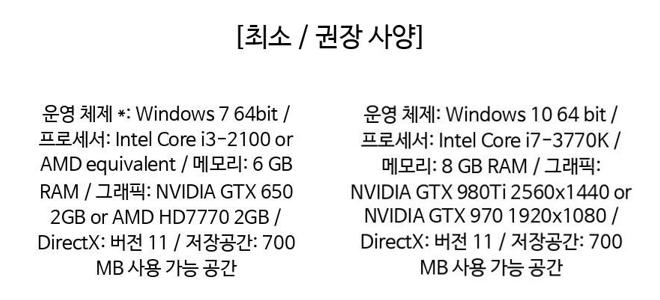 [최소 / 권장 사양]
운영 체제 *: Windows 7 64bit /
프로세서: Intel Core i3-2100 or
AMD equivalent / 메모리: 6 GB
RAM / 그래픽: NVIDIA GTX 650
2GB or AMD HD7770 2GB /
DirectX: 버전 11 / 저장공간: 700
MB 사용 가능 공간
운영 체제: Windows 10 64 bit /
프로세서: Intel Core i7-3770K /
메모리: 8 GB RAM / 그래픽:
NVIDIA GTX 980Ti 2560x1440 or
NVIDIA GTX 970 1920x1080 /
DirectX: 버전 11 / 저장공간: 700
MB 사용 가능 공간